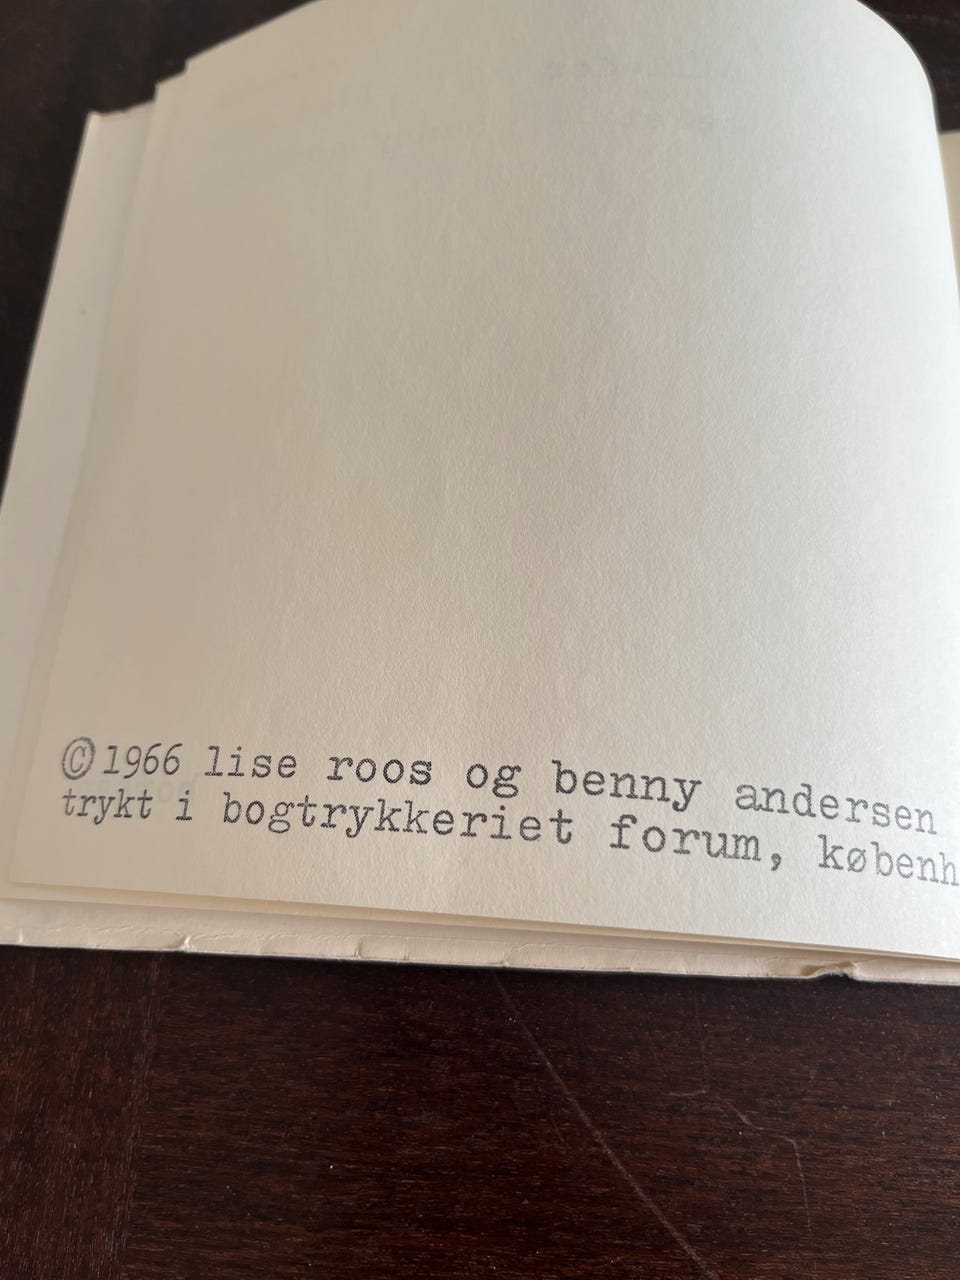 ©1966 lise roos og benny andersen
trykt i bogtrykkeriet forum, københ